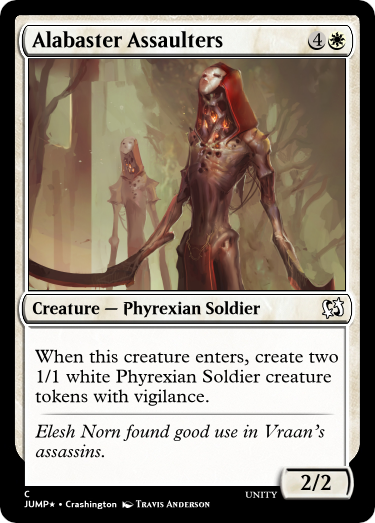 Alabaster Assaulters 4
Creature — Phyrexian Soldier
When this creature enters, create two
1/1 white Phyrexian Soldier creature
tokens with vigilance.
Elesh Norn found good use in Vraan's
assassins.
2/2
C
JUMP★ • Crashington Travis Anderson
UNITY